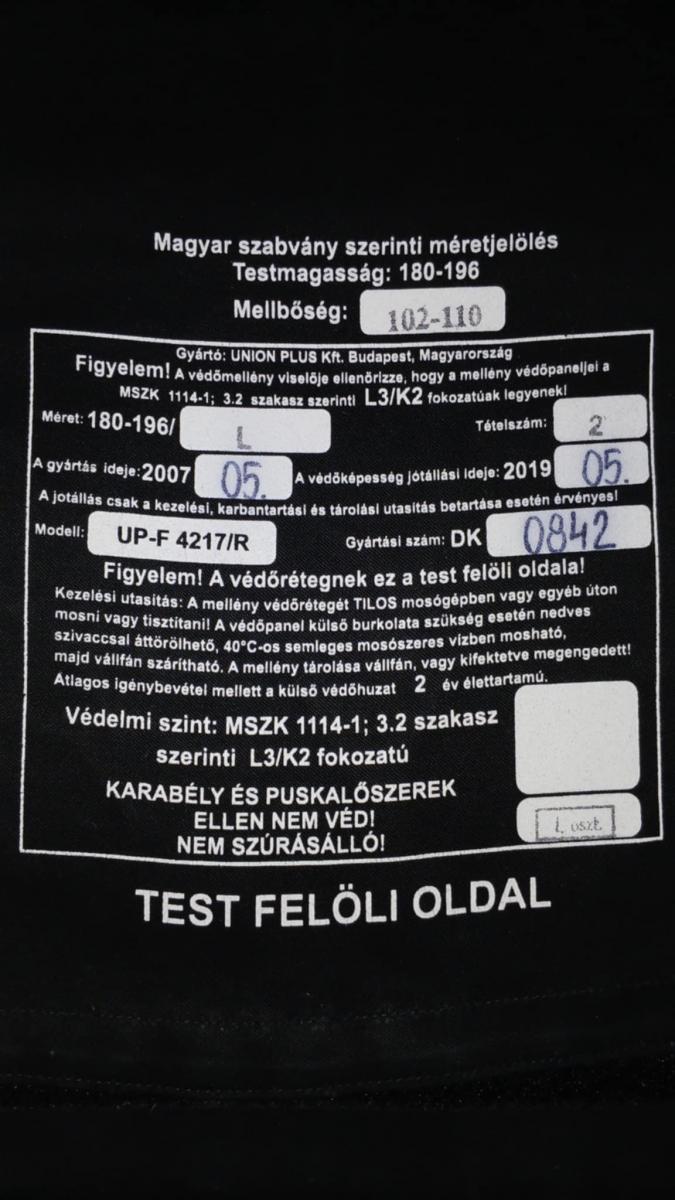 Magyar szabvány szerinti méretjelölés
Testmagasság: 180-196
Mellbőség: 102-110
Gyártó: UNION PLUS Kft. Budapest, Magyarország
Figyelem! A védőmellény viselője ellenőrizze, hogy a mellény védőpaneljei a
MSZK 1114-1; 3.2 szakasz szerinti L3/K2 fokozatúak legyenek!
Méret: 180-196/ L Tételszám: 2
A gyártás ideje: 2007 05. A védőképesség jótállási ideje: 2019 05.
A jotállás csak a kezelési, karbantartási és tárolási utasitás betartása esetén érvényes!
Modell: UP-F 4217/R Gyártási szám: DK 0842
Figyelem! A védőrétegnek ez a test felöli oldala!
Kezelési utasitás: A mellény védőrétegét TILOS mosógépben vagy egyéb úton
mosni vagy tisztitani! A védőpanel külső burkolata szükség esetén nedves
szivaccsal áttörölhető, 40°C-os semleges mosószeres vízben mosható,
majd vállfán szárítható. A mellény tárolása vállfán, vagy kifektetve megengedett!
Átlagos igénybevétel mellett a külső védőhuzat 2 év élettartamú.
Védelmi szint: MSZK 1114-1; 3.2 szakasz
szerinti L3/K2 fokozatú
KARABÉLY ÉS PUSKALŐSZEREK
ELLEN NEM VÉD!
NEM SZÚRÁSÁLLÓ!
I. oszt.
TEST FELÖLI OLDAL